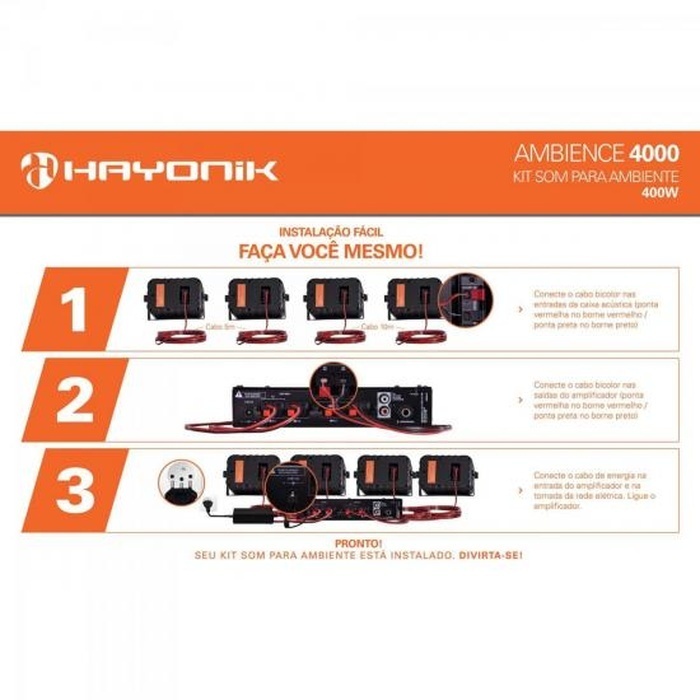 HAYONIK
AMBIENCE 4000
KIT SOM PARA AMBIENTE
400W
INSTALAÇÃO FÁCIL
FAÇA VOCÊ MESMO!
1
Cabo 5m
Cabo 10m
Conecte o cabo bicolor nas
entradas da caixa acústica (ponta
vermelha no borne vermelho /
ponta preta no borne preto)
2
Conecte o cabo bicolor nas
saídas do amplificador (ponta
vermelha no borne vermelho /
ponta preta no borne preto)
3
Conecte o cabo de energia na
entrada do amplificador e na
tomada da rede elétrica. Ligue o
amplificador.
PRONTO!
SEU KIT SOM PARA AMBIENTE ESTÁ INSTALADO. DIVIRTA-SE!